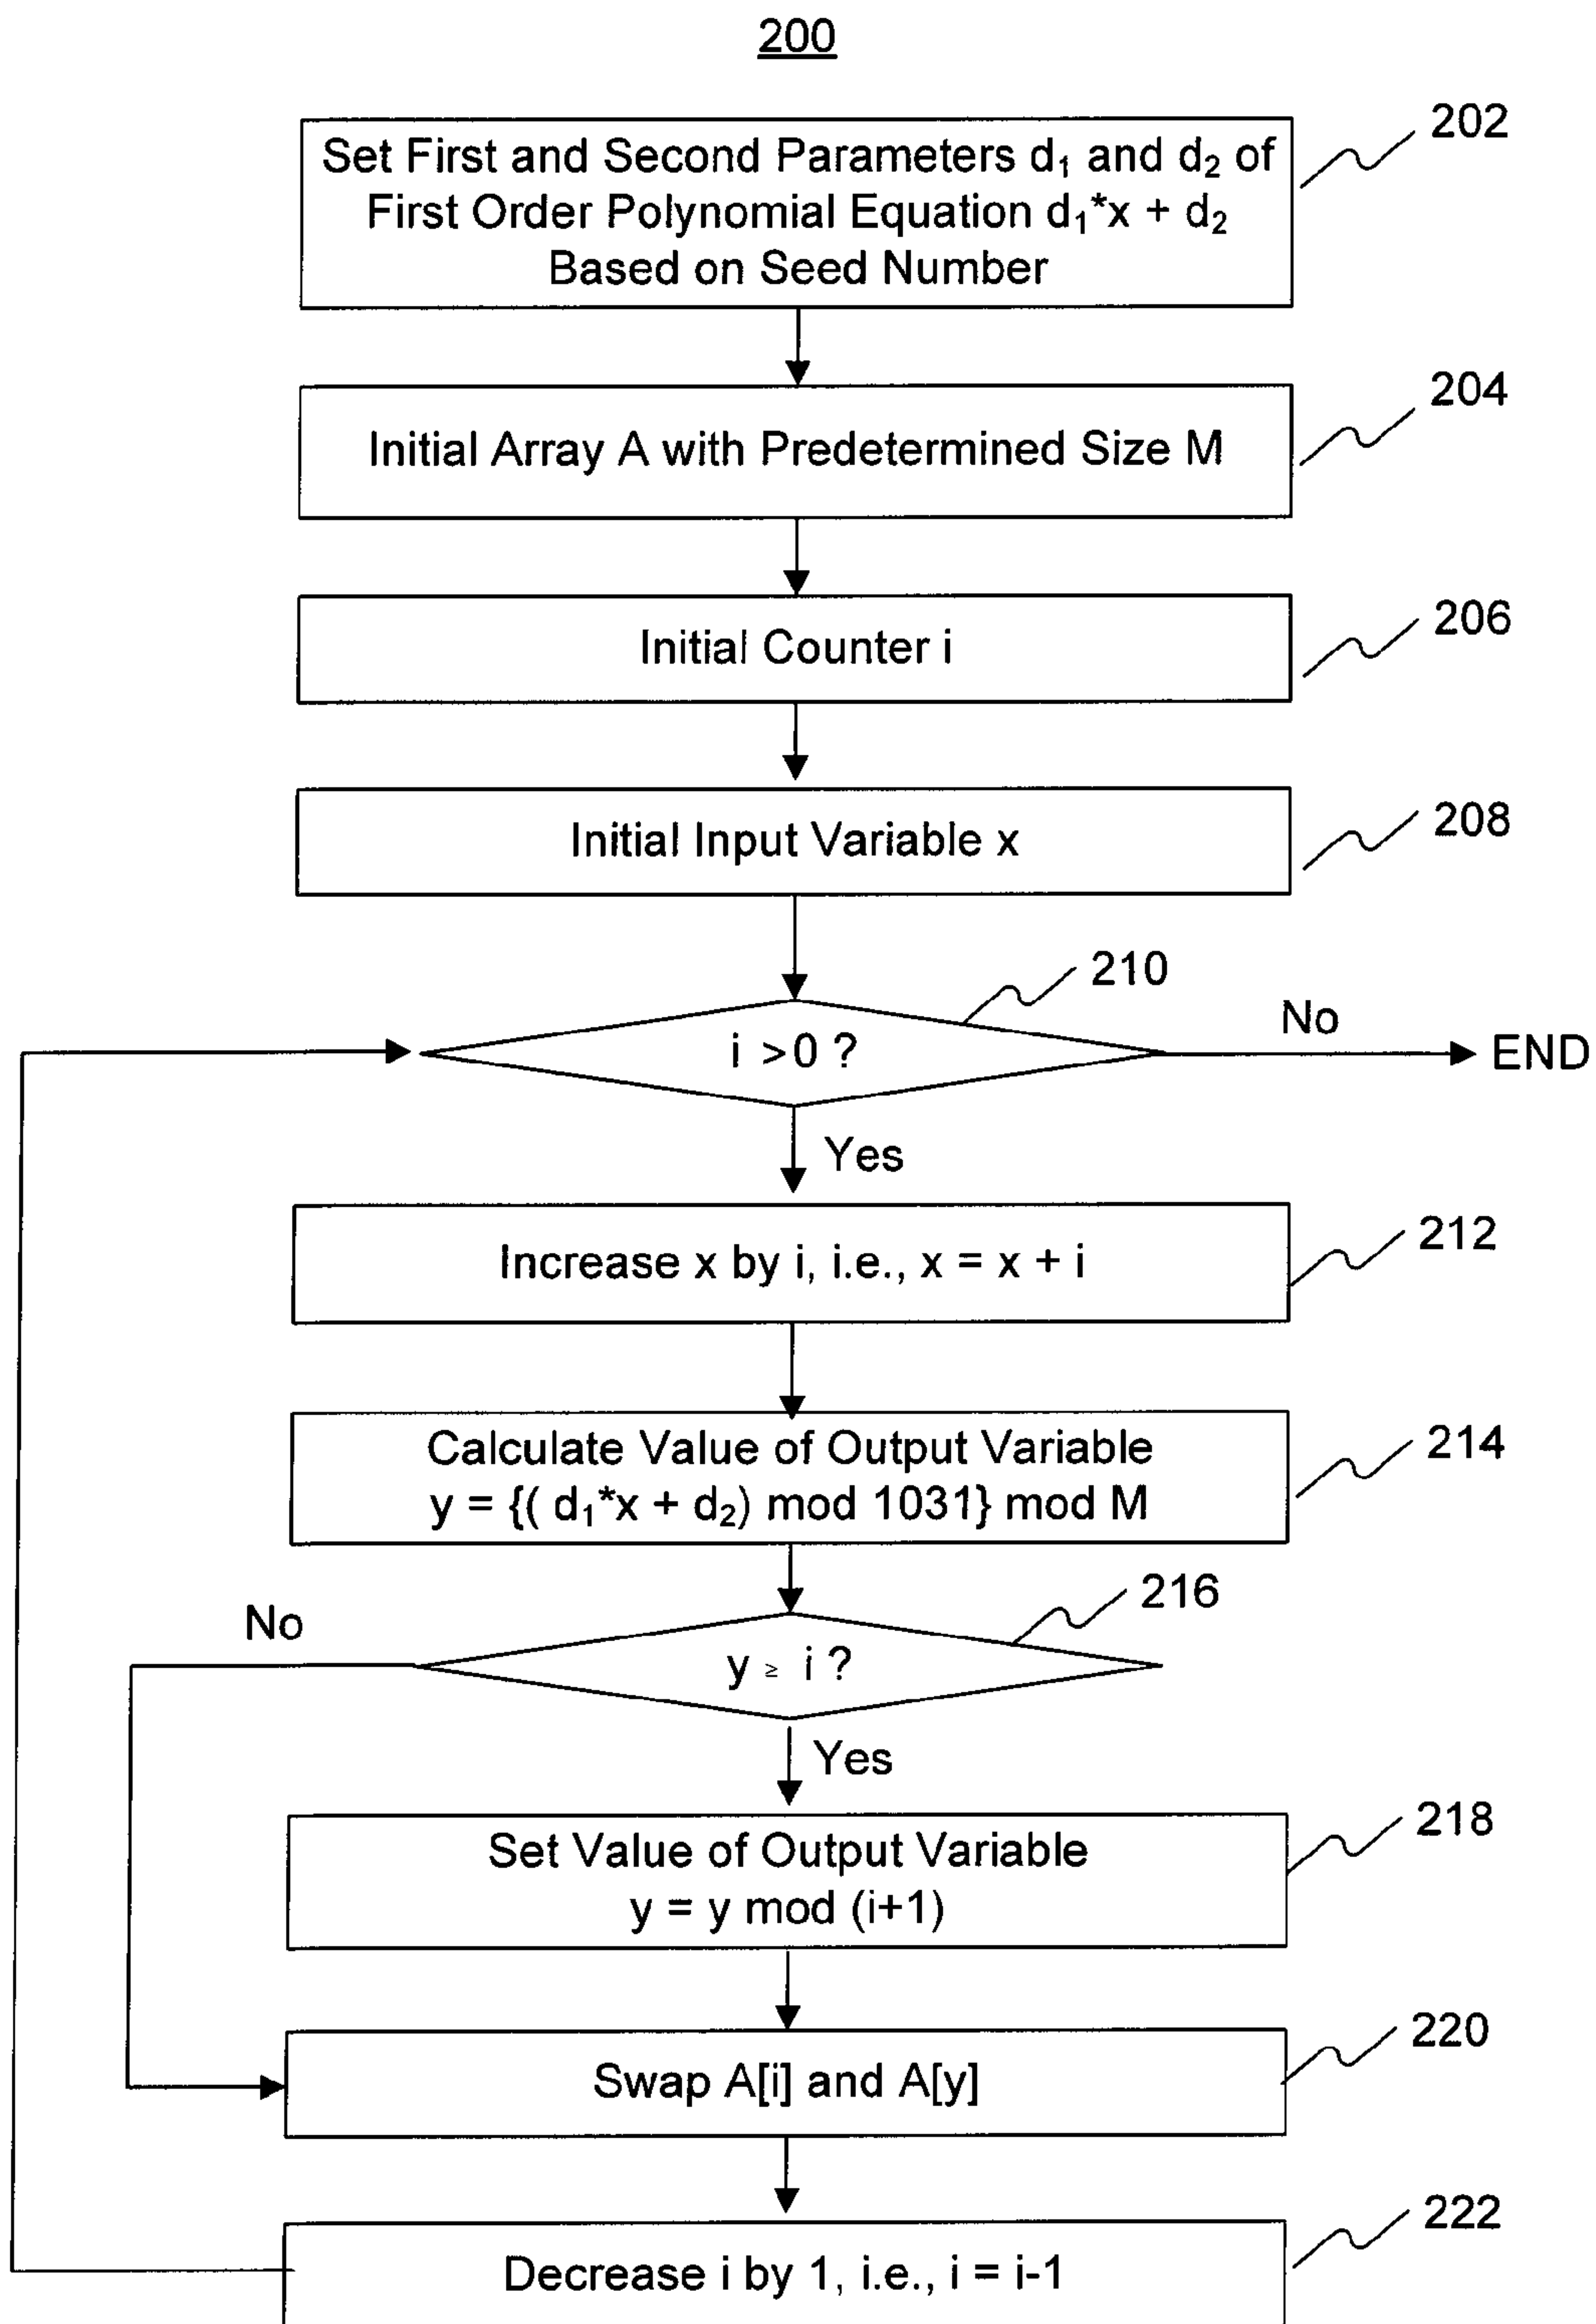 200
202
Set First and Second Parameters d₁ and d₂ of
First Order Polynomial Equation d₁*x + d₂
Based on Seed Number
204
Initial Array A with Predetermined Size M
206
Initial Counter i
208
Initial Input Variable x
210
i >0 ?
No
END
Yes
212
Increase x by i, i.e., x = x + i
214
Calculate Value of Output Variable
y = {( d₁*x + d₂) mod 1031} mod M
216
No
y ≥ i ?
Yes
218
Set Value of Output Variable
y = y mod (i+1)
220
Swap A[i] and A[y]
222
Decrease i by 1, i.e., i = i-1